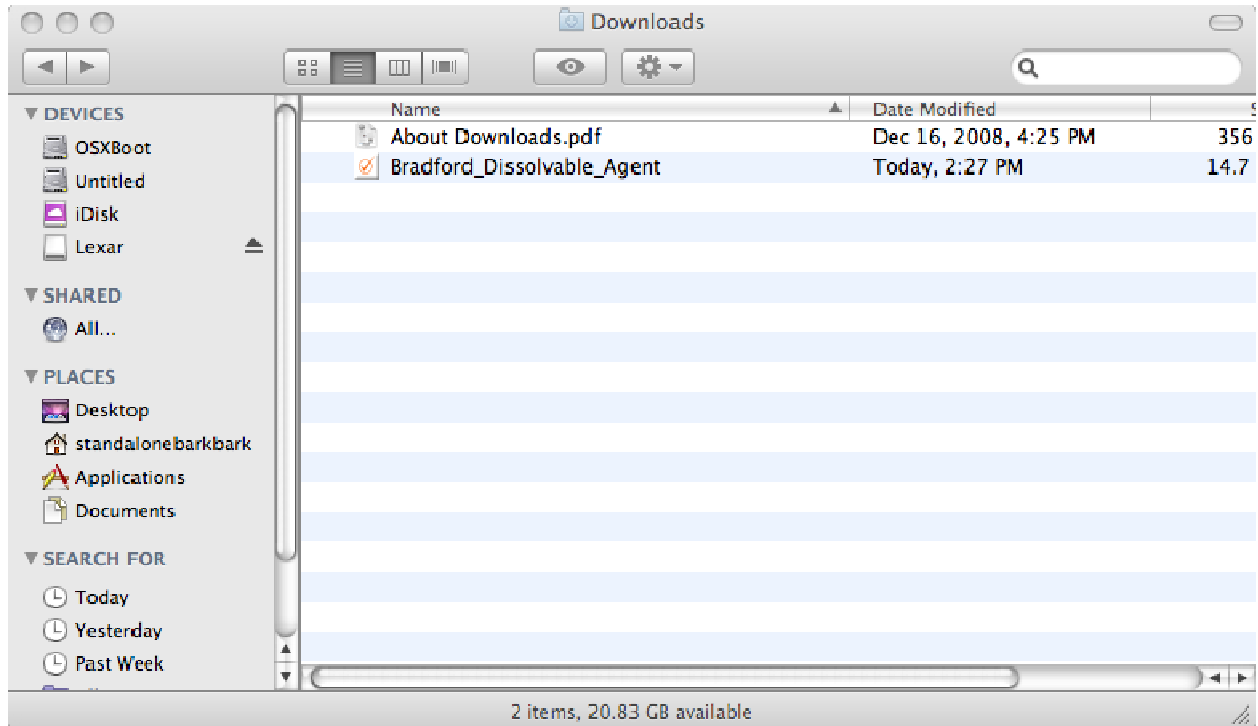 Downloads
DEVICES
OSXBoot
Untitled
iDisk
Lexar
SHARED
All...
PLACES
Desktop
standalonebarkbark
Applications
Documents
SEARCH FOR
Today
Yesterday
Past Week
Name Date Modified
About Downloads.pdf Dec 16, 2008, 4:25 PM 356
Bradford_Dissolvable_Agent Today, 2:27 PM 14.7
2 items, 20.83 GB available